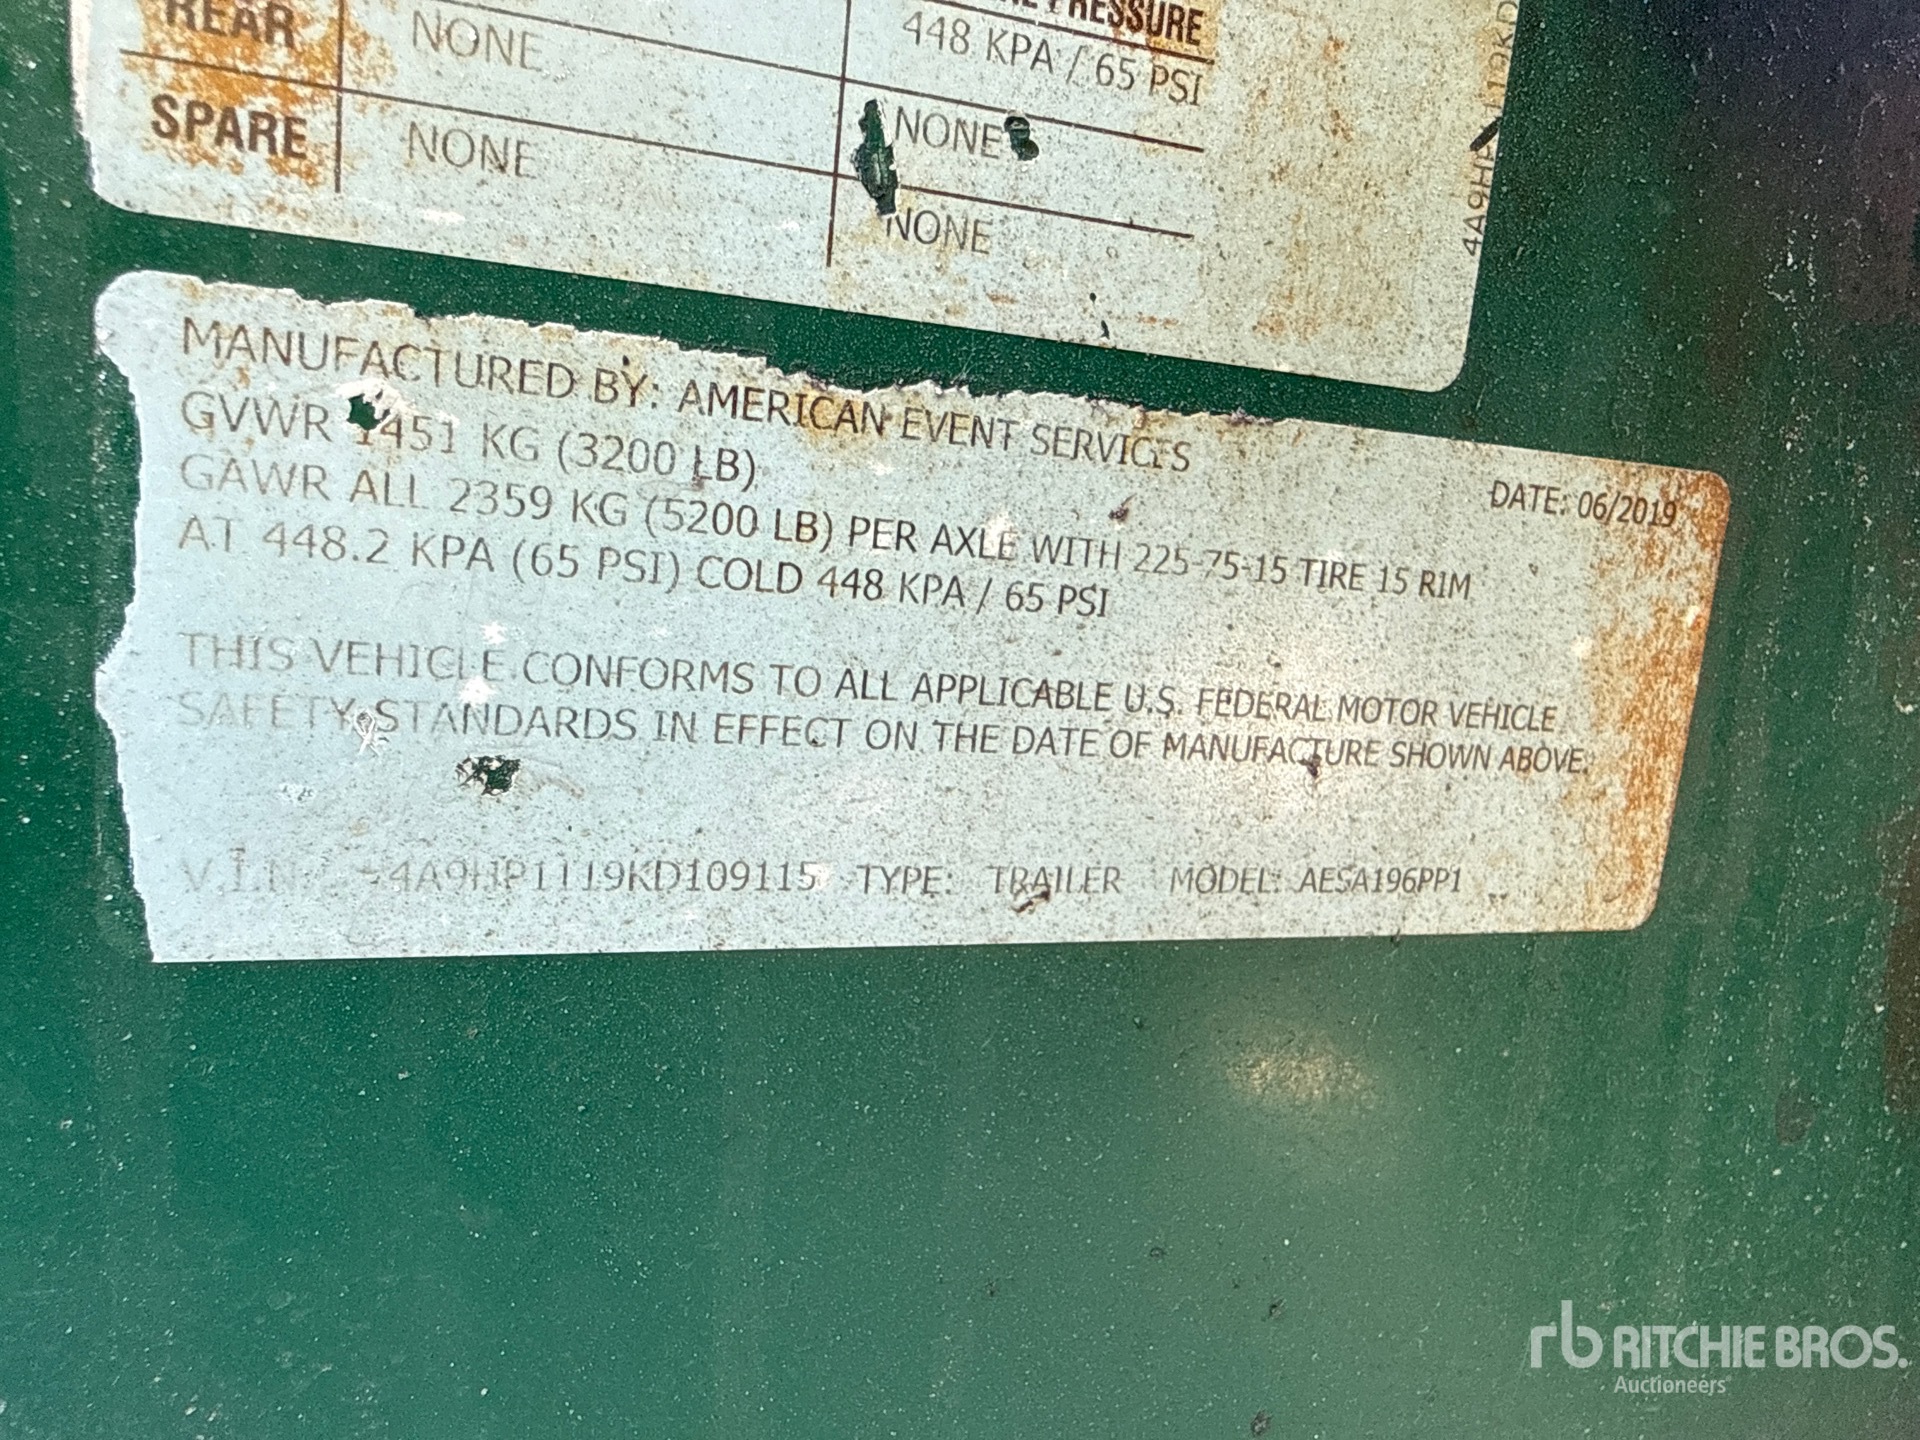 REAR NONE PRESSURE
448 KPA / 65 PSI
SPARE NONE NONE
NONE
4A9HP1119KD
MANUFACTURED BY: AMERICAN EVENT SERVICES
GVWR 1451 KG (3200 LB) DATE: 06/2019
GAWR ALL 2359 KG (5200 LB) PER AXLE WITH 225-75-15 TIRE 15 RIM
AT 448.2 KPA (65 PSI) COLD 448 KPA / 65 PSI
THIS VEHICLE CONFORMS TO ALL APPLICABLE U.S. FEDERAL MOTOR VEHICLE
SAFETY STANDARDS IN EFFECT ON THE DATE OF MANUFACTURE SHOWN ABOVE.
V.I.N. 4A9HP1119KD109115 TYPE: TRAILER MODEL: AESA196PP1
rb RITCHIE BROS.
Auctioneers